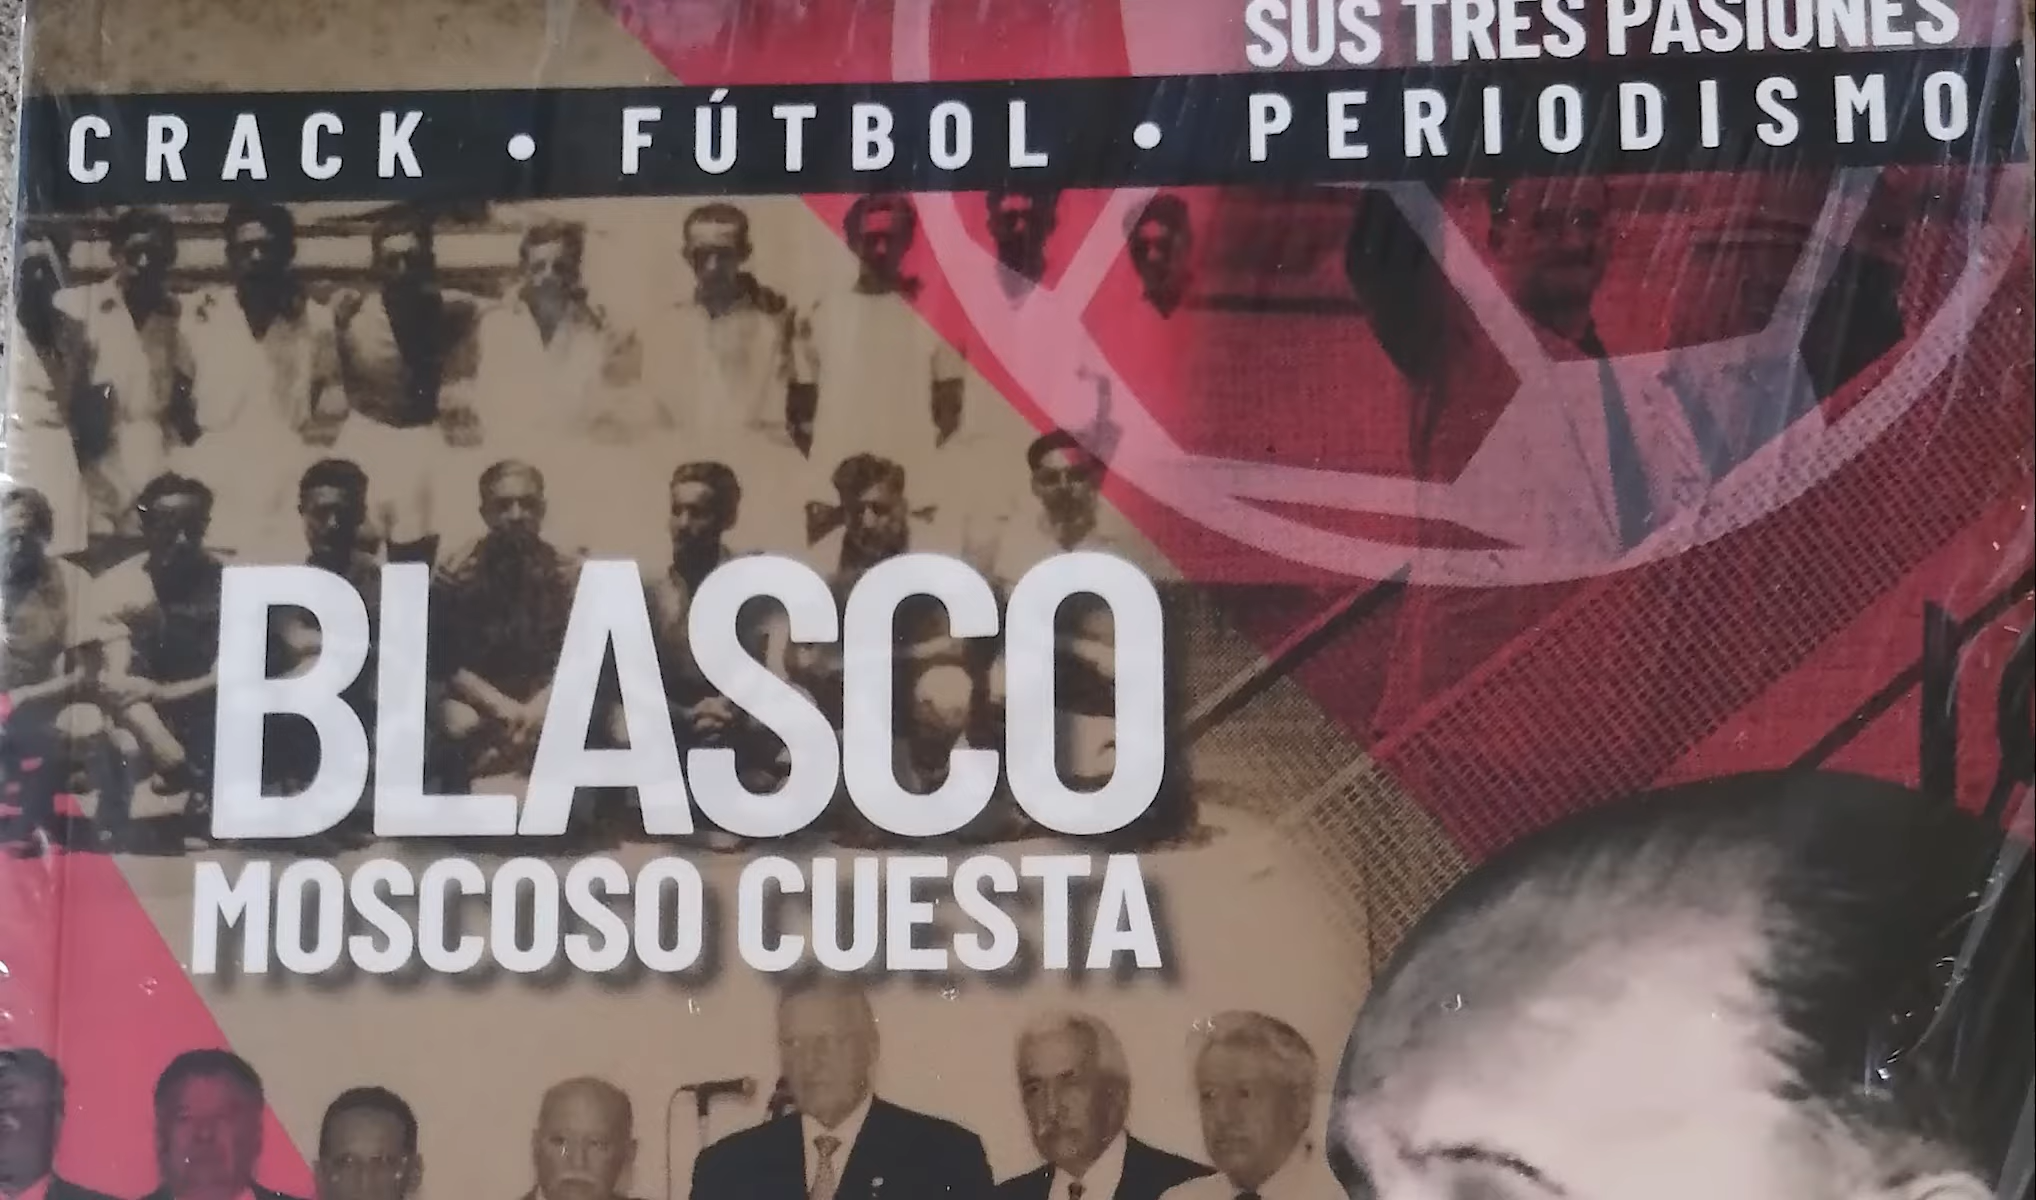 SUS TRES PASIONES
CRACK • FÚTBOL • PERIODISMO
BLASCO
MOSCOSO CUESTA